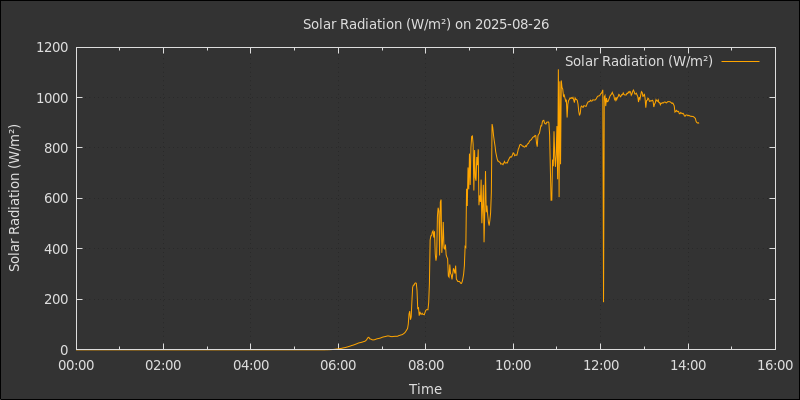 Solar Radiation (W/m²) on 2025-08-26
Solar Radiation (W/m²)
Solar Radiation (W/m²)
1200
1000
800
600
400
200
0
00:00 02:00 04:00 06:00 08:00 10:00 12:00 14:00 16:00
Time